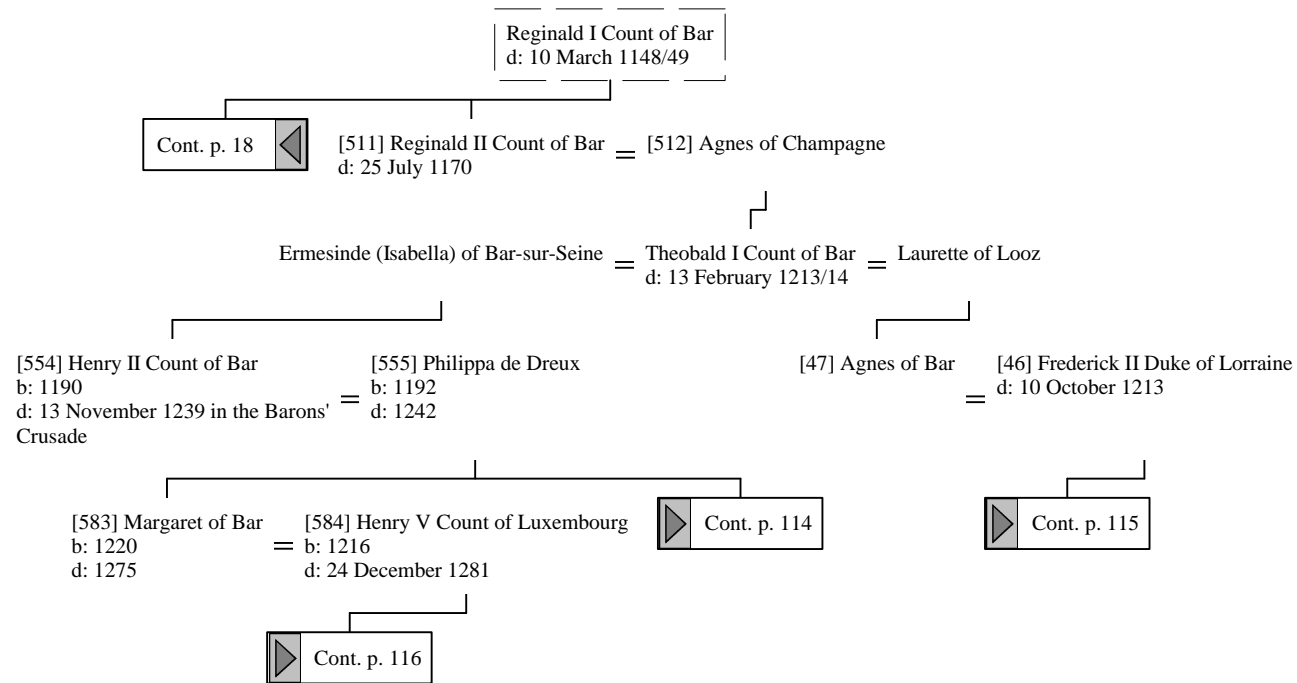 Reginald I Count of Bar
d: 10 March 1148/49
Cont. p. 18
[511] Reginald II Count of Bar
d: 25 July 1170
=
[512] Agnes of Champagne
Ermesinde (Isabella) of Bar-sur-Seine
=
Theobald I Count of Bar
d: 13 February 1213/14
=
Laurette of Looz
[554] Henry II Count of Bar
b: 1190
d: 13 November 1239 in the Barons'
Crusade
=
[555] Philippa de Dreux
b: 1192
d: 1242
[47] Agnes of Bar
=
[46] Frederick II Duke of Lorraine
d: 10 October 1213
[583] Margaret of Bar
b: 1220
d: 1275
=
[584] Henry V Count of Luxembourg
b: 1216
d: 24 December 1281
Cont. p. 114
Cont. p. 115
Cont. p. 116